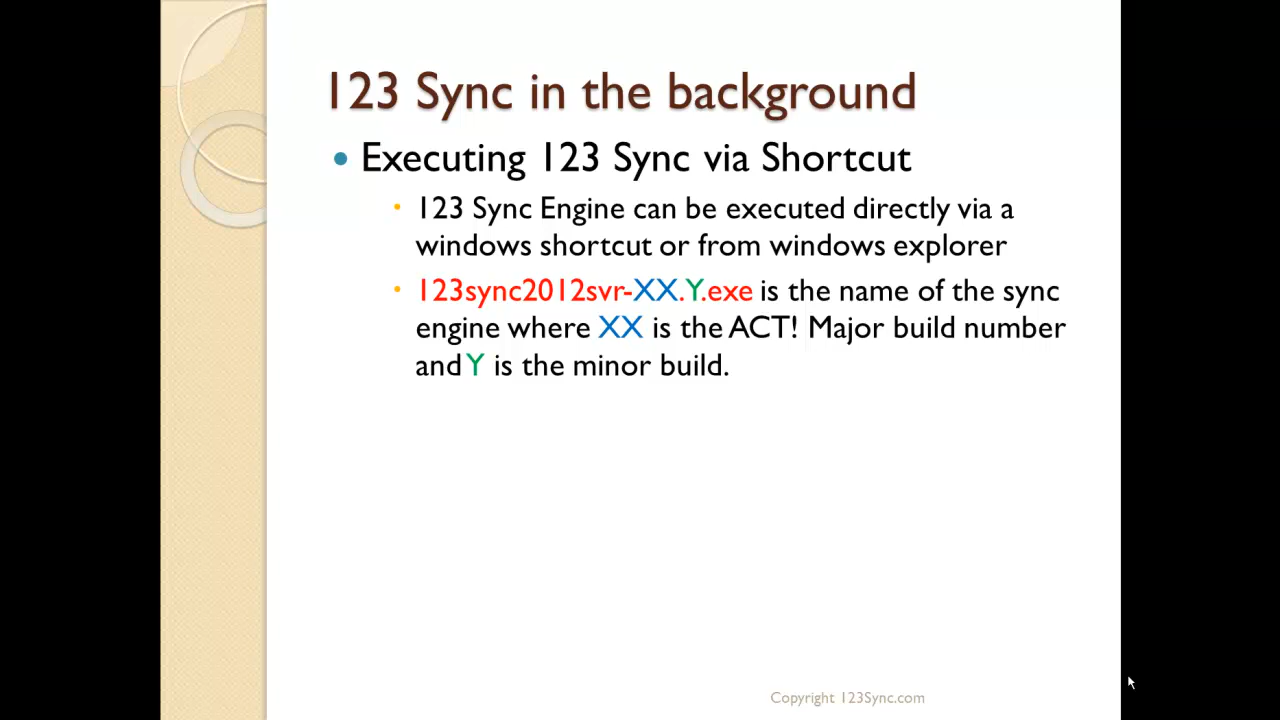 123 Sync in the background
Executing 123 Sync via Shortcut
123 Sync Engine can be executed directly via a
windows shortcut or from windows explorer
123sync2012svr-XX.Y.exe is the name of the sync
engine where XX is the ACT! Major build number
and Y is the minor build.
Copyright 123Sync.com